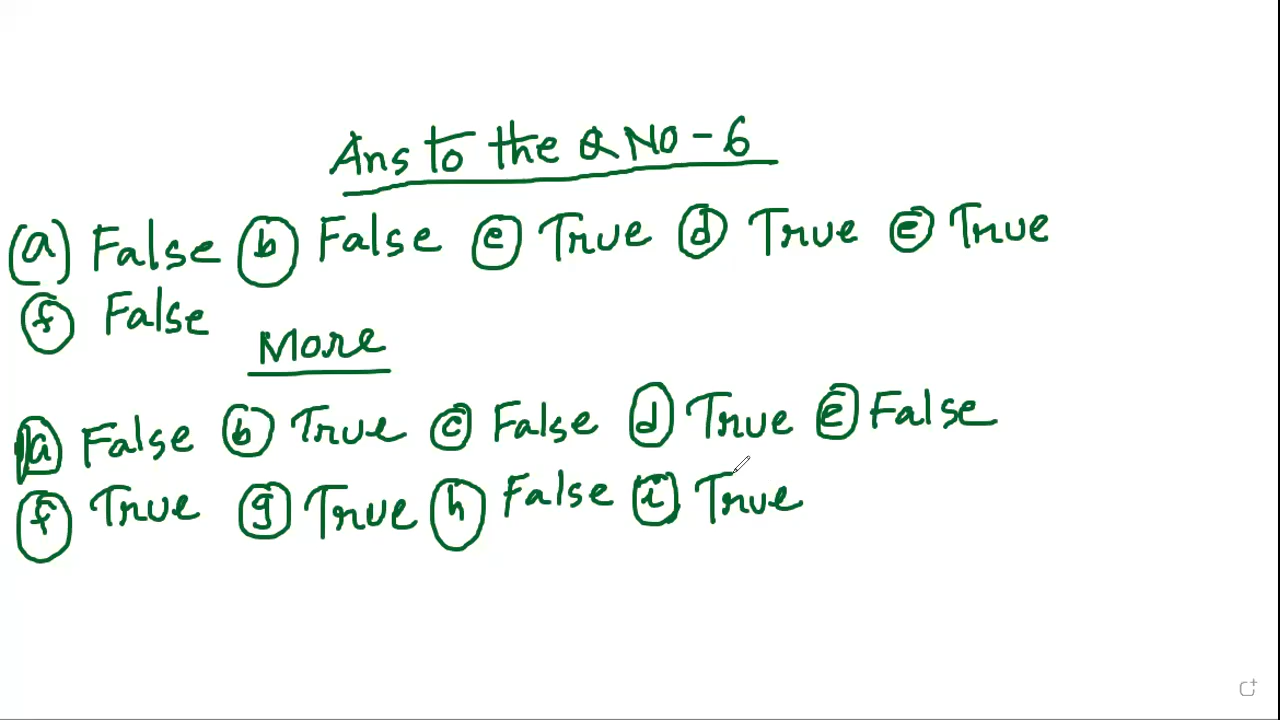 Ans to the Q NO - 6
(a) False (b) False (e) True (d) True (e) True
(f) False
More
(a) False (b) True (c) False (d) True (e) False
(f) True (g) True (h) False (i) True